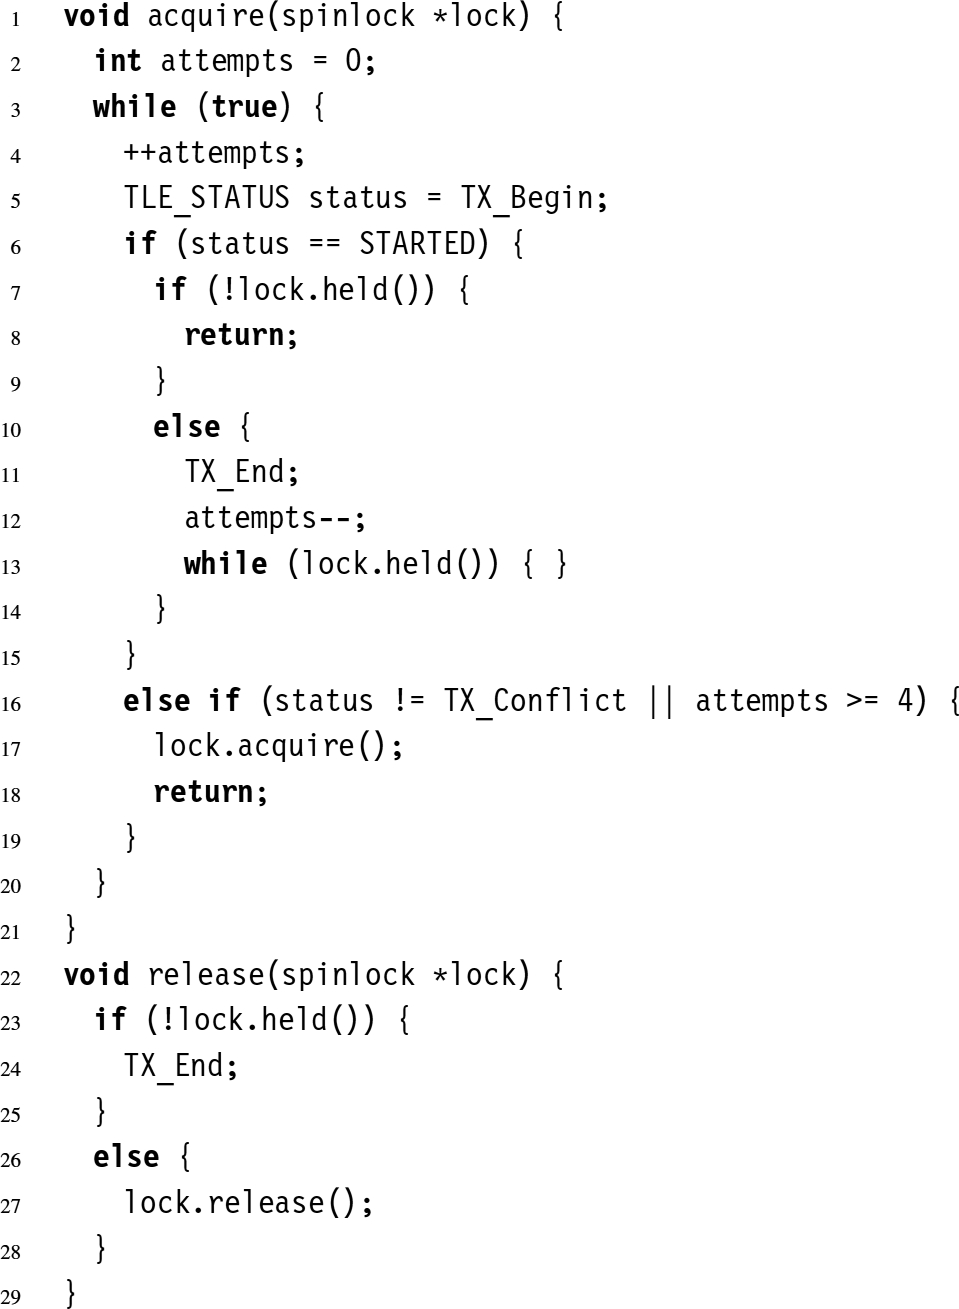 1 void acquire(spinlock *lock) {
2 int attempts = 0;
3 while (true) {
4 ++attempts;
5 TLE_STATUS status = TX_Begin;
6 if (status == STARTED) {
7 if (!lock.held()) {
8 return;
9 }
10 else {
11 TX_End;
12 attempts--;
13 while (lock.held()) { }
14 }
15 }
16 else if (status != TX_Conflict || attempts >= 4) {
17 lock.acquire();
18 return;
19 }
20 }
21 }
22 void release(spinlock *lock) {
23 if (!lock.held()) {
24 TX_End;
25 }
26 else {
27 lock.release();
28 }
29 }